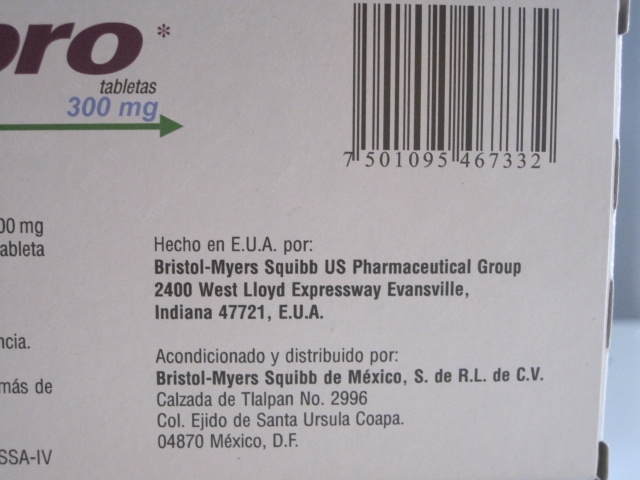 pro*
tabletas
300 mg
7 501095 467332
00 mg
ableta
Hecho en E.U.A. por:
Bristol-Myers Squibb US Pharmaceutical Group
2400 West Lloyd Expressway Evansville,
Indiana 47721, E.U.A.
ncia.
Acondicionado y distribuido por:
más de
Bristol-Myers Squibb de México, S. de R.L. de C.V.
Calzada de Tlalpan No. 2996
Col. Ejido de Santa Ursula Coapa.
04870 México, D.F.
SSA-IV